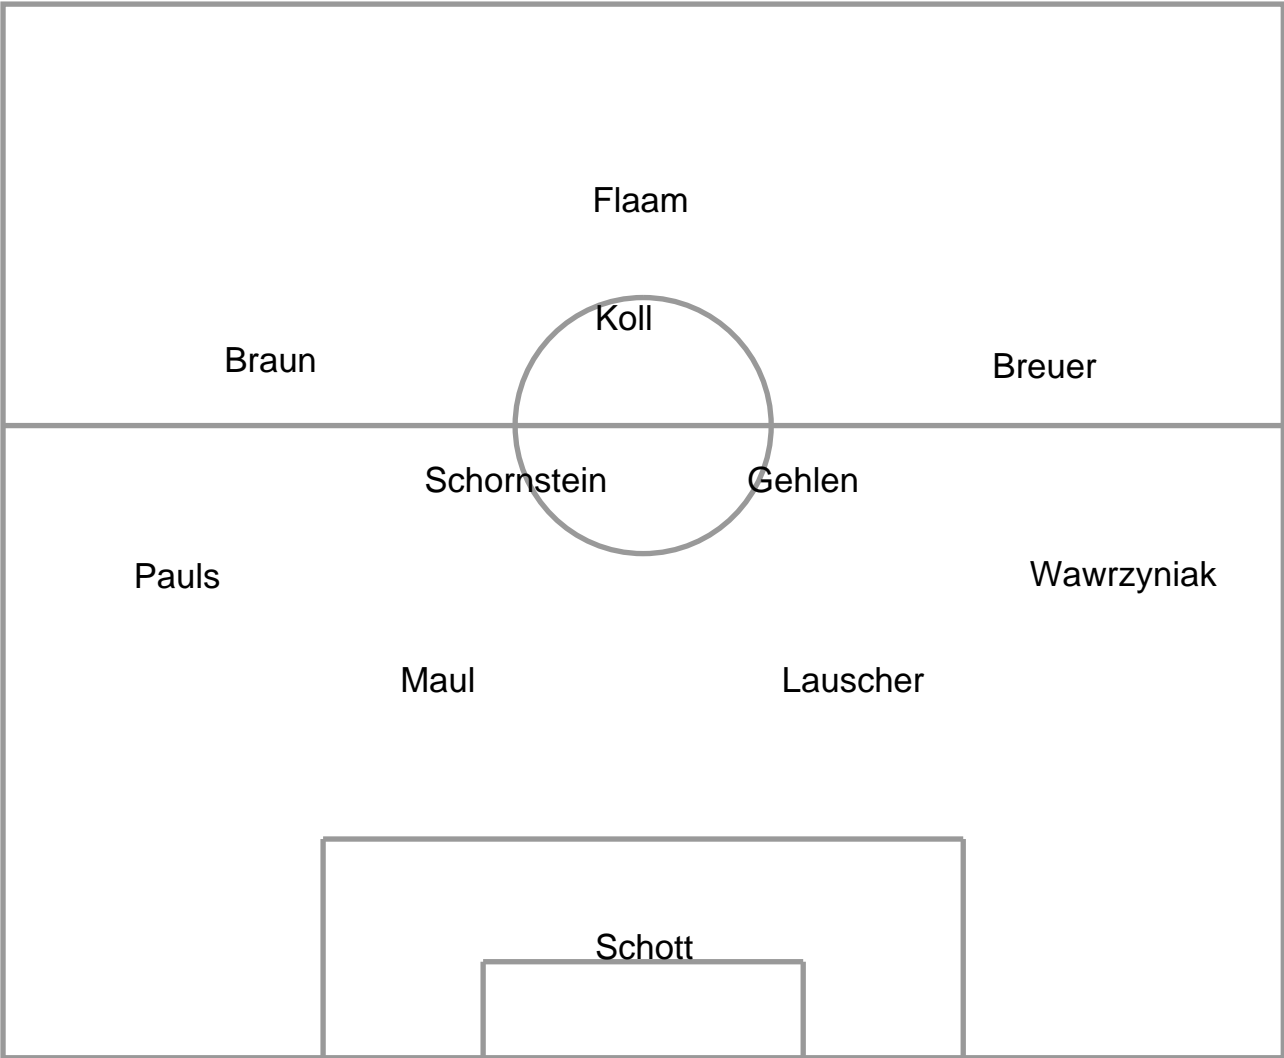 Flaam
Koll
Braun
Breuer
Schornstein
Gehlen
Pauls
Wawrzyniak
Maul
Lauscher
Schott